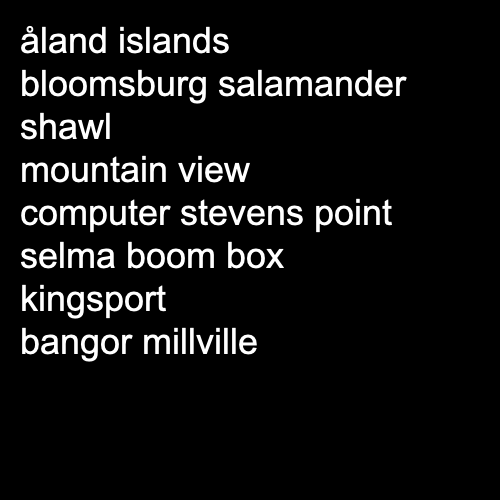 åland islands
bloomsburg salamander
shawl
mountain view
computer stevens point
selma boom box
kingsport
bangor millville